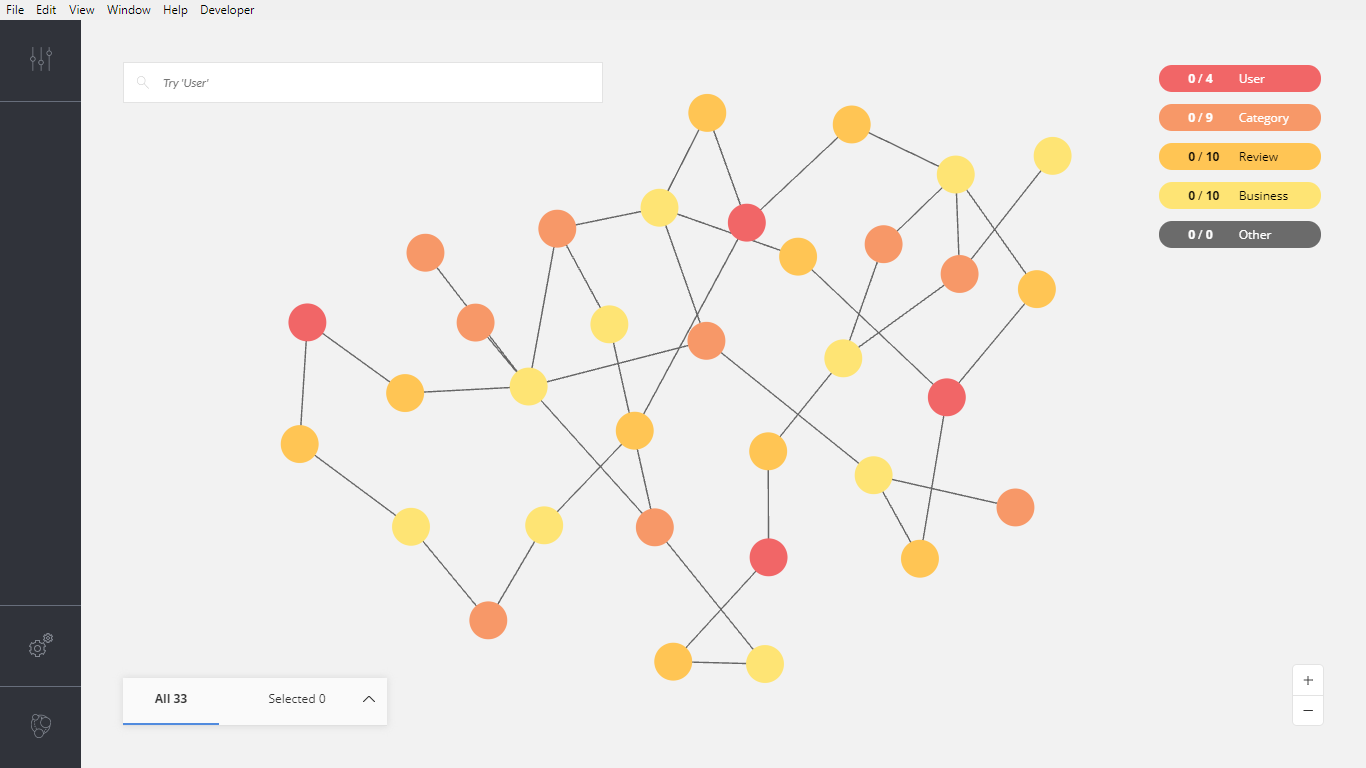 File Edit View Window Help Developer
Try 'User'
0 / 4 User
0 / 9 Category
0 / 10 Review
0 / 10 Business
0 / 0 Other
All 33 Selected 0
+
−